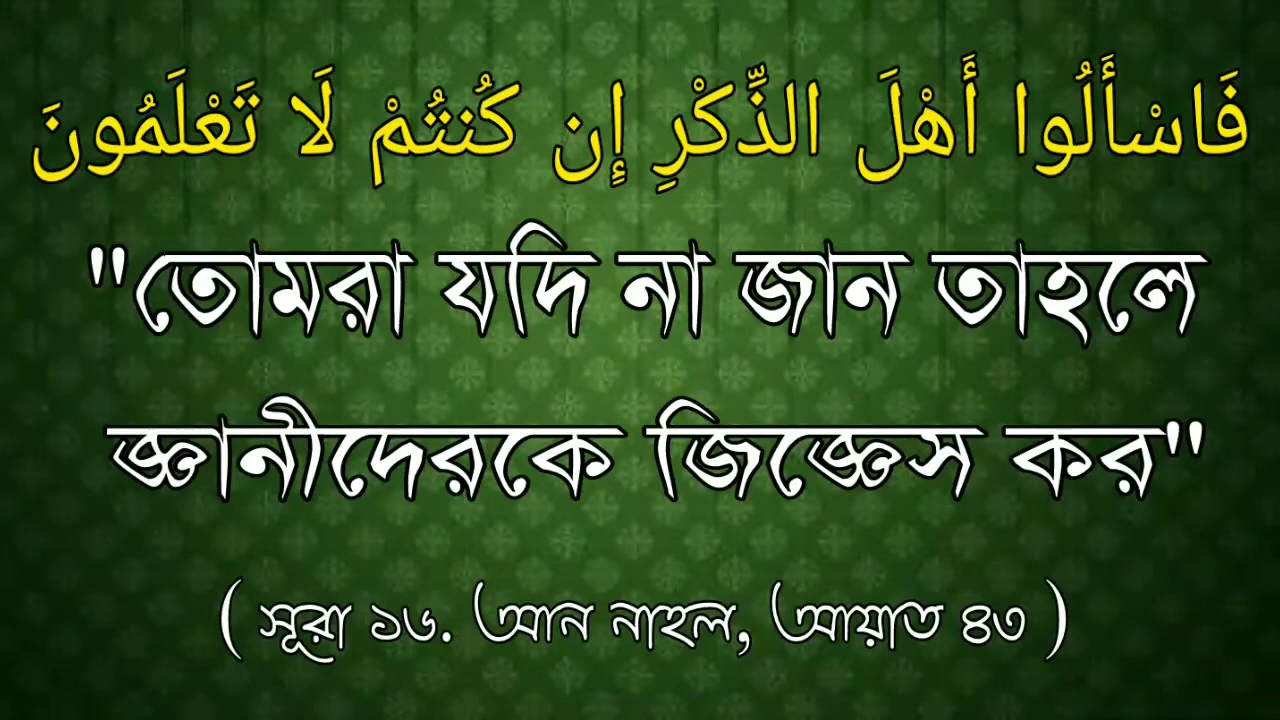 فَاسْأَلُوا أَهْلَ الذِّكْرِ إِن كُنتُمْ لَا تَعْلَمُونَ
"তোমরা যদি না জান তাহলে
জ্ঞানীদেরকে জিজ্ঞেস কর"
( সূরা ১৬. আন নাহল, আয়াত ৪৩ )